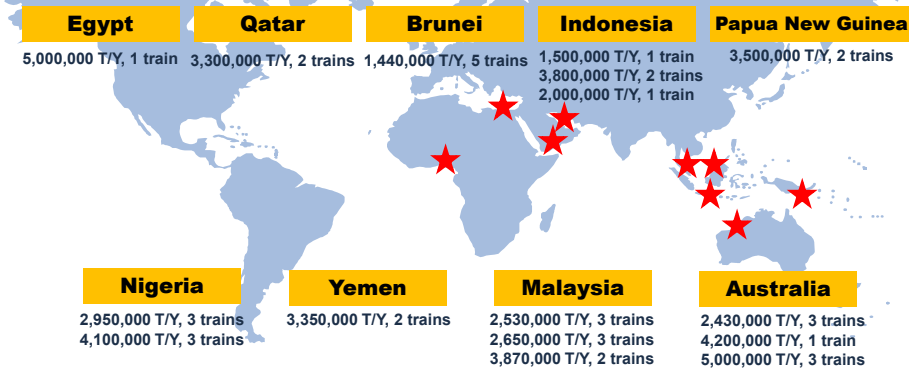 Egypt
5,000,000 T/Y, 1 train
Qatar
3,300,000 T/Y, 2 trains
Brunei
1,440,000 T/Y, 5 trains
Indonesia
1,500,000 T/Y, 1 train
3,800,000 T/Y, 2 trains
2,000,000 T/Y, 1 train
Papua New Guinea
3,500,000 T/Y, 2 trains
Nigeria
2,950,000 T/Y, 3 trains
4,100,000 T/Y, 3 trains
Yemen
3,350,000 T/Y, 2 trains
Malaysia
2,530,000 T/Y, 3 trains
2,650,000 T/Y, 3 trains
3,870,000 T/Y, 2 trains
Australia
2,430,000 T/Y, 3 trains
4,200,000 T/Y, 1 train
5,000,000 T/Y, 3 trains